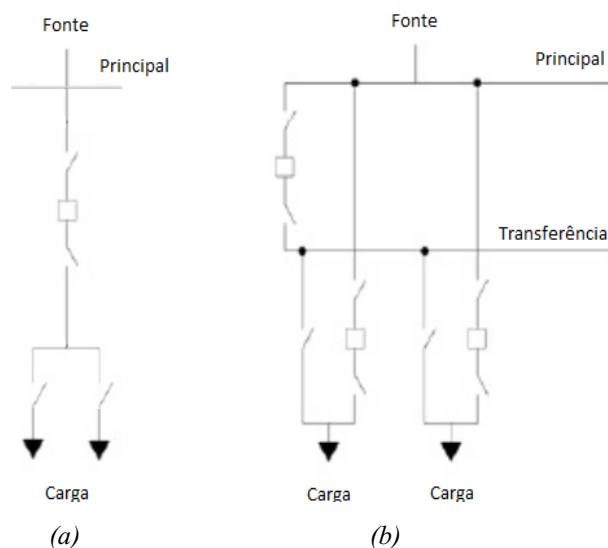 Fonte
Principal
Carga
(a)
Fonte
Principal
Transferência
Carga
Carga
(b)